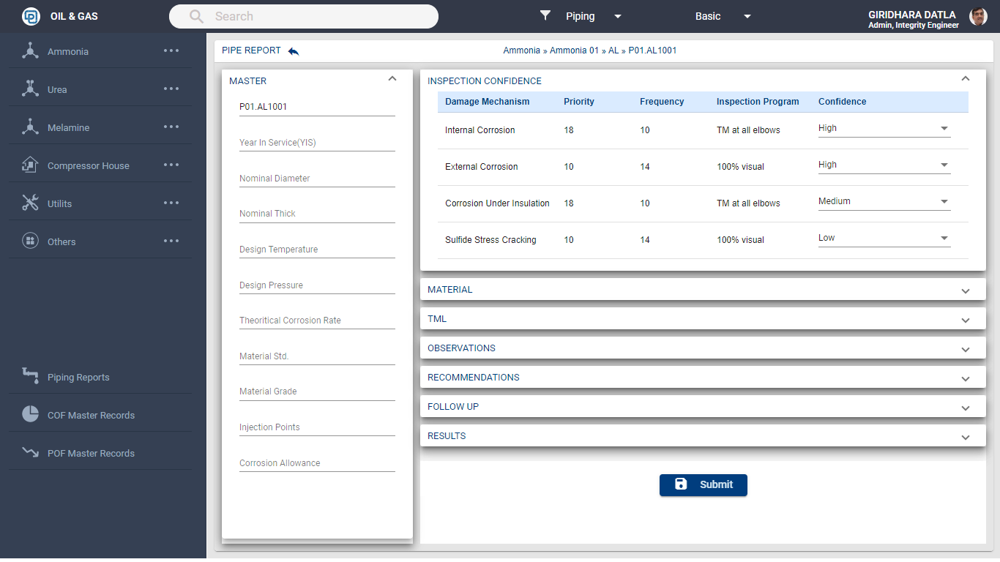 OIL & GAS
Search
Piping
Basic
GIRIDHARA DATLA
Admin, Integrity Engineer
Ammonia
Urea
Melamine
Compressor House
Utilits
Others
Piping Reports
COF Master Records
POF Master Records
PIPE REPORT
Ammonia » Ammonia 01 » AL » P01.AL1001
MASTER
P01.AL1001
Year In Service(YIS)
Nominal Diameter
Nominal Thick
Design Temperature
Design Pressure
Theoritical Corrosion Rate
Material Std.
Material Grade
Injection Points
Corrosion Allowance
INSPECTION CONFIDENCE
Damage Mechanism Priority Frequency Inspection Program Confidence
Internal Corrosion 18 10 TM at all elbows High
External Corrosion 10 14 100% visual High
Corrosion Under Insulation 18 10 TM at all elbows Medium
Sulfide Stress Cracking 10 14 100% visual Low
MATERIAL
TML
OBSERVATIONS
RECOMMENDATIONS
FOLLOW UP
RESULTS
Submit